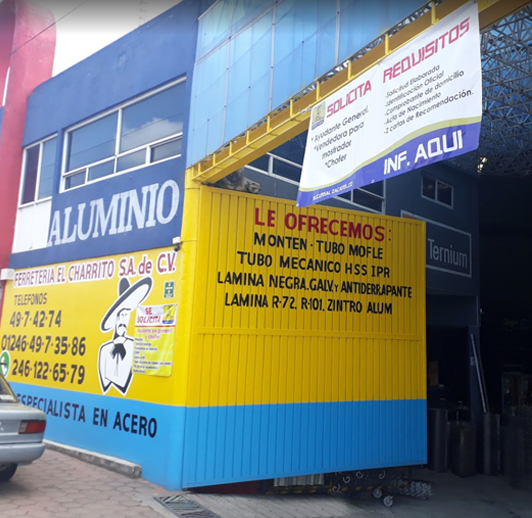 SOLICITA
*Ayudante General.
*Vendedora para
mostrador
*Chofer
REQUISITOS
-Solicitud Elaborada
-Identificación Oficial
-Comprobante de domicilio
-Acta de Nacimiento
-2 cartas de Recomendación.
INF. AQUI
ALUMINIO
FERRETERIA EL CHARRITO S.A. de C.V.
TELEFONOS
49-7-42-74
01246-49-7-35-86
246-122-65-79
ESPECIALISTA EN ACERO
SE
SOLICITA
LE OFRECEMOS:
MONTEN - TUBO MOFLE
TUBO MECANICO HSS IPR
LAMINA NEGRA, GALV. Y ANTIDERRAPANTE
LAMINA R-72, R-101, ZINTRO ALUM
Ternium